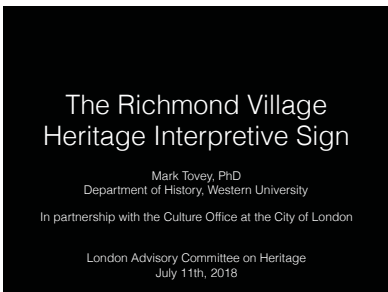 The Richmond Village
Heritage Interpretive Sign
Mark Tovey, PhD
Department of History, Western University
In partnership with the Culture Office at the City of London
London Advisory Committee on Heritage
July 11th, 2018